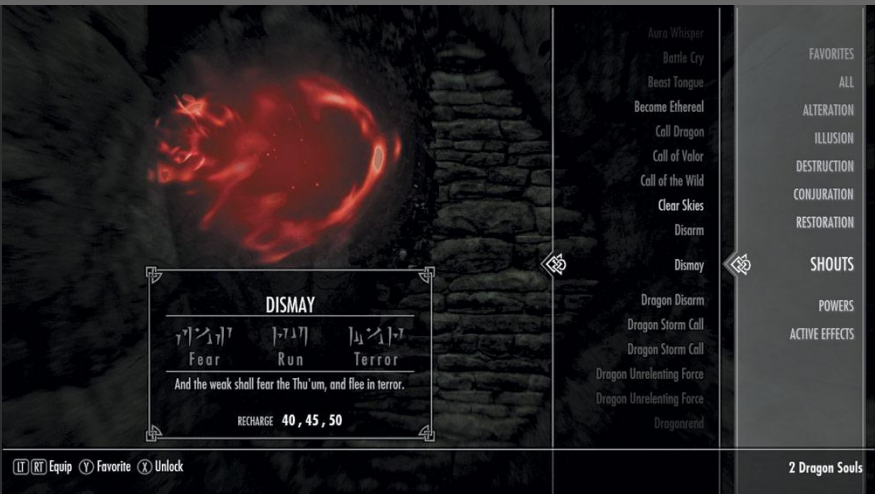 Aura Whisper
Battle Cry
Beast Tongue
Become Ethereal
Call Dragon
Call of Valor
Call of the Wild
Clear Skies
Disarm
Dismay
Dragon Disarm
Dragon Storm Call
Dragon Storm Call
Dragon Unrelenting Force
Dragon Unrelenting Force
Dragonrend
FAVORITES
ALL
ALTERATION
ILLUSION
DESTRUCTION
CONJURATION
RESTORATION
SHOUTS
POWERS
ACTIVE EFFECTS
DISMAY
Fear Run Terror
And the weak shall fear the Thu'um, and flee in terror.
RECHARGE 40 , 45 , 50
LT RT Equip Y Favorite X Unlock
2 Dragon Souls